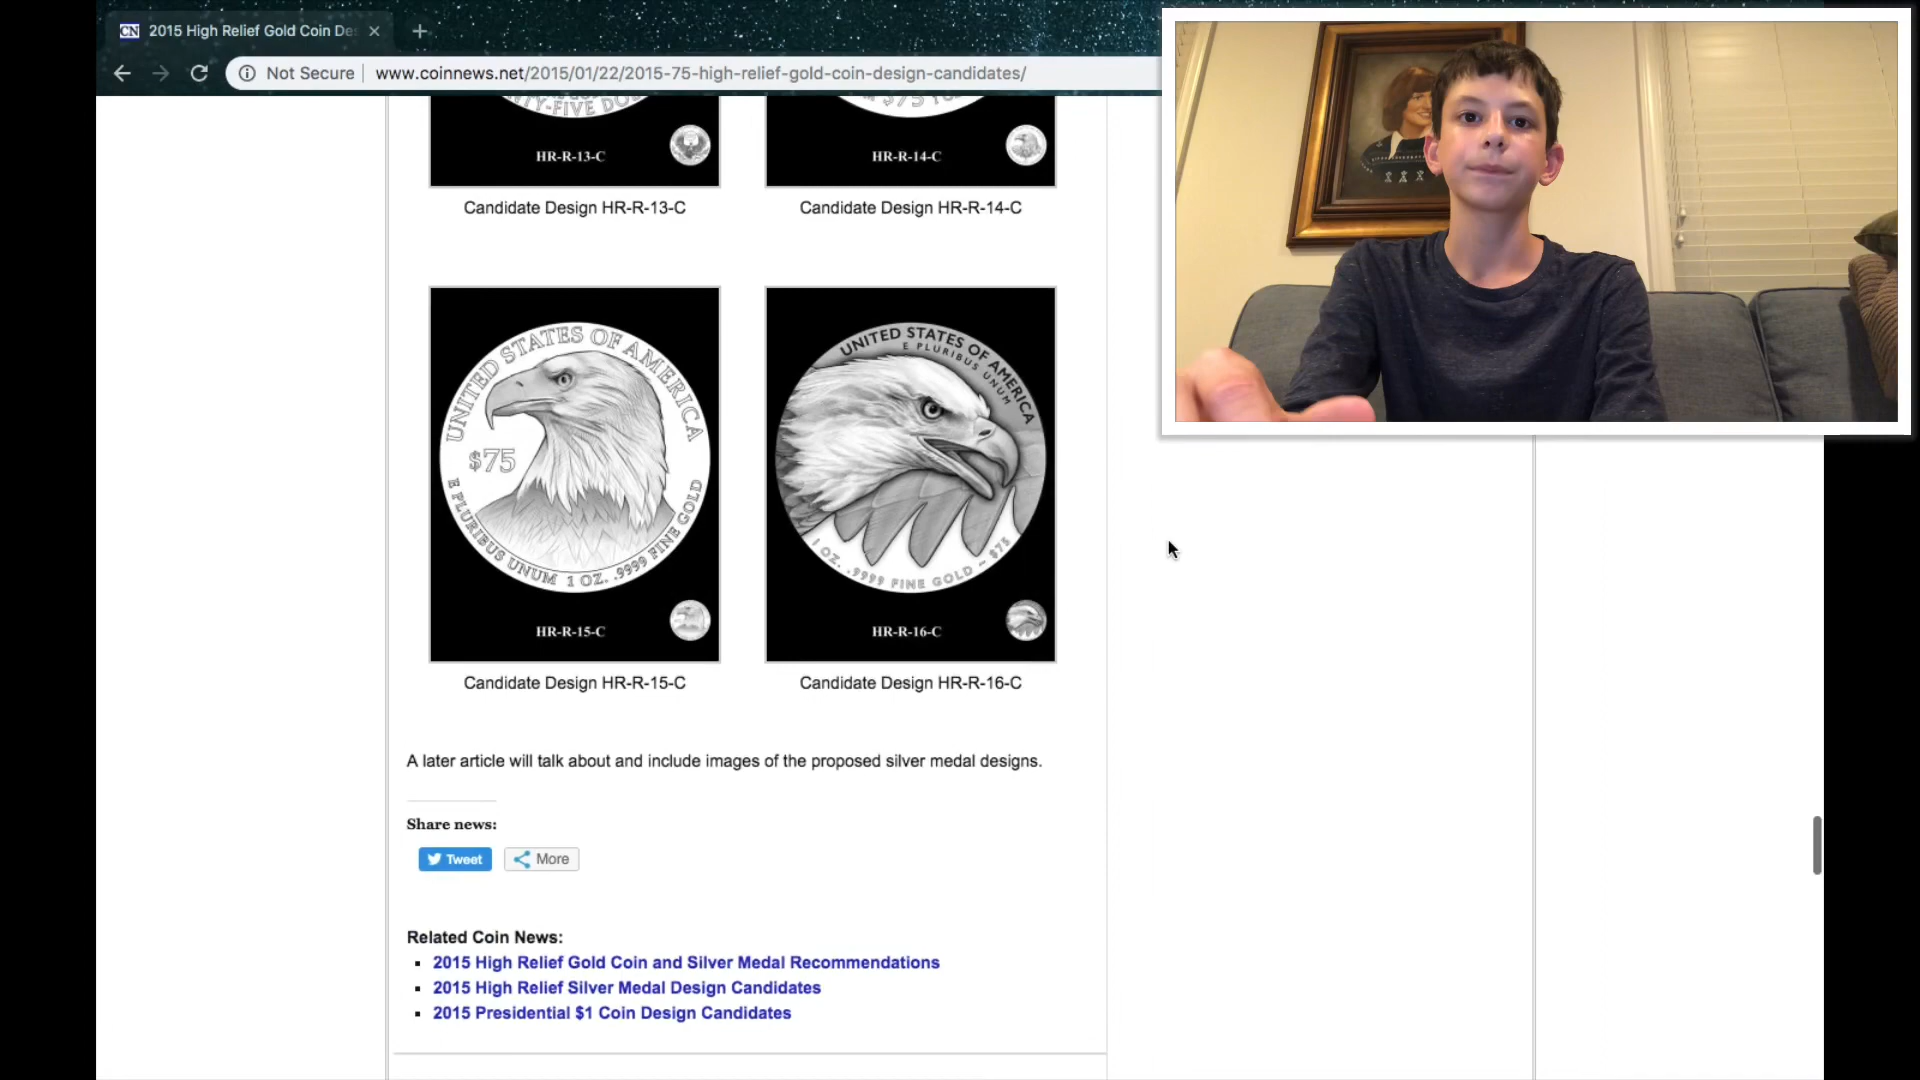 CN 2015 High Relief Gold Coin De
Not Secure www.coinnews.net/2015/01/22/2015-75-high-relief-gold-coin-design-candidates/
HR-R-13-C
HR-R-14-C
Candidate Design HR-R-13-C
Candidate Design HR-R-14-C
UNITED STATES OF AMERICA
$75
E PLURIBUS UNUM 1 OZ. .9999 FINE GOLD
HR-R-15-C
UNITED STATES OF AMERICA
E PLURIBUS UNUM
1 OZ. .9999 FINE GOLD ~ $75
HR-R-16-C
Candidate Design HR-R-15-C
Candidate Design HR-R-16-C
A later article will talk about and include images of the proposed silver medal designs.
Share news:
Tweet
More
Related Coin News:
2015 High Relief Gold Coin and Silver Medal Recommendations
2015 High Relief Silver Medal Design Candidates
2015 Presidential $1 Coin Design Candidates